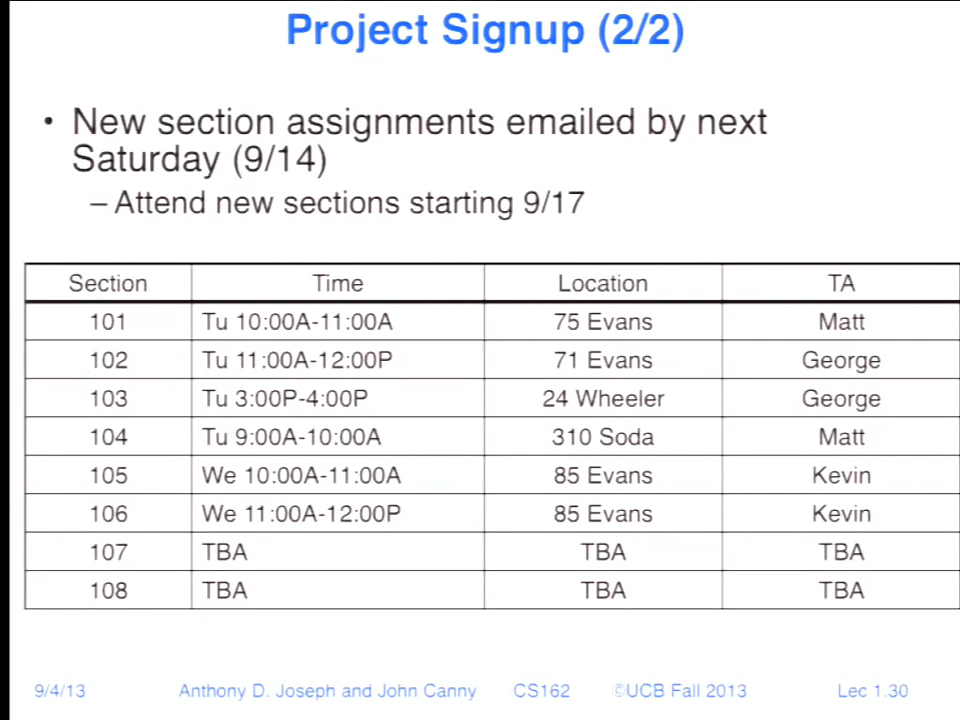 Project Signup (2/2)
• New section assignments emailed by next
Saturday (9/14)
– Attend new sections starting 9/17
Section Time Location TA
101 Tu 10:00A-11:00A 75 Evans Matt
102 Tu 11:00A-12:00P 71 Evans George
103 Tu 3:00P-4:00P 24 Wheeler George
104 Tu 9:00A-10:00A 310 Soda Matt
105 We 10:00A-11:00A 85 Evans Kevin
106 We 11:00A-12:00P 85 Evans Kevin
107 TBA TBA TBA
108 TBA TBA TBA
9/4/13 Anthony D. Joseph and John Canny CS162 ©UCB Fall 2013 Lec 1.30